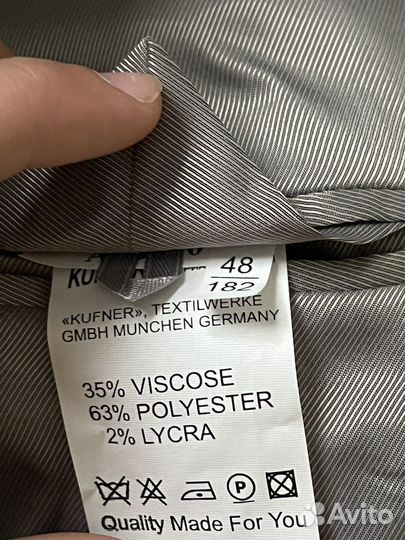 48
182
«KUFNER», TEXTILWERKE
GMBH MUNCHEN GERMANY
35% VISCOSE
63% POLYESTER
2% LYCRA
P
Quality Made For You
Avito